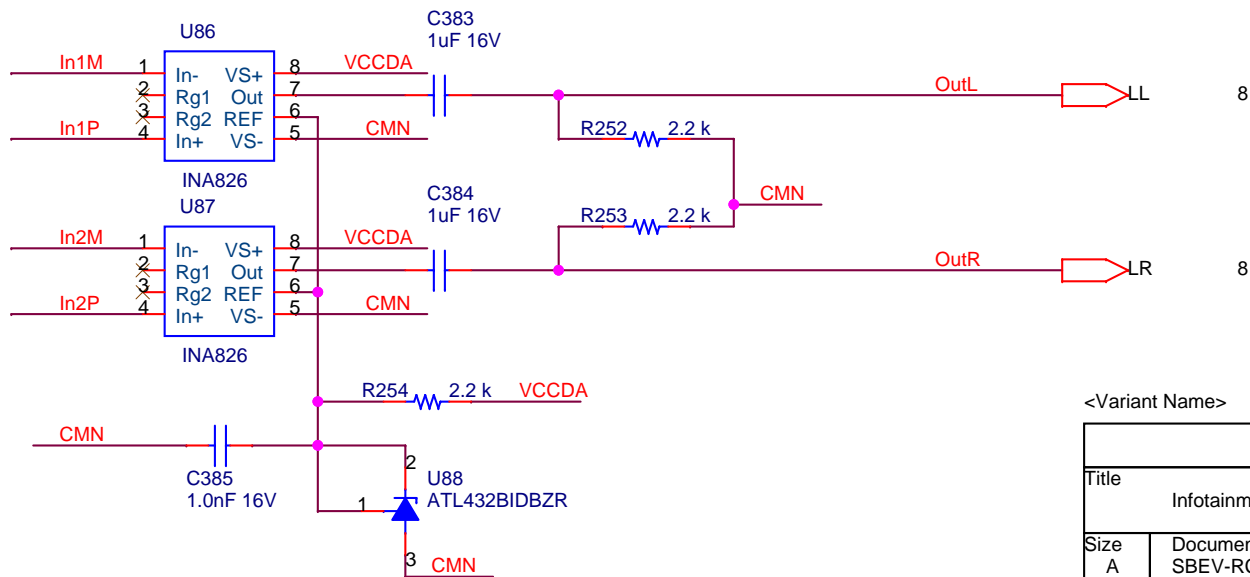 U86
C383
1uF 16V
In1M 1 In- VS+ 8 VCCDA
2 Rg1 Out 7 OutL LL 8
3 Rg2 REF 6
In1P 4 In+ VS- 5 CMN
R252 2.2 k
INA826
U87
C384
1uF 16V
CMN
R253 2.2 k
In2M 1 In- VS+ 8 VCCDA
2 Rg1 Out 7 OutR LR 8
3 Rg2 REF 6
In2P 4 In+ VS- 5 CMN
INA826
R254 2.2 k VCCDA
<Variant Name>
CMN
C385
1.0nF 16V
2
U88
ATL432BIDBZR
1
3
CMN
Title
Infotainm
Size
A
Documen